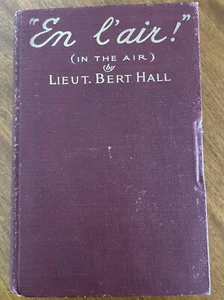 "En l'air!"
(IN THE AIR)
by
LIEUT. BERT HALL